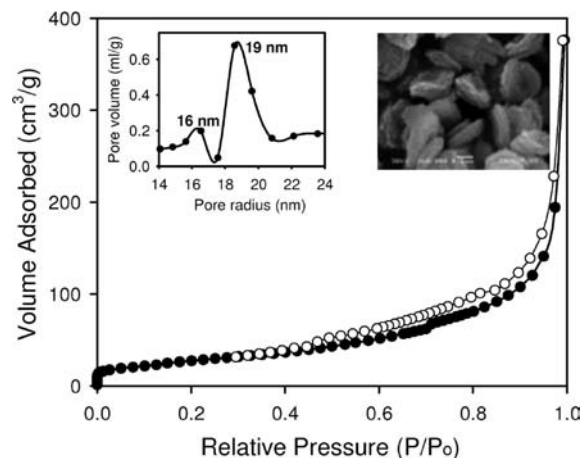 400
300
200
100
0
Volume Adsorbed (cm³/g)
0.0 0.2 0.4 0.6 0.8 1.0
Relative Pressure (P/Po)
0.6
0.4
0.2
0.0
Pore volume (ml/g)
19 nm
16 nm
14 16 18 20 22 24
Pore radius (nm)